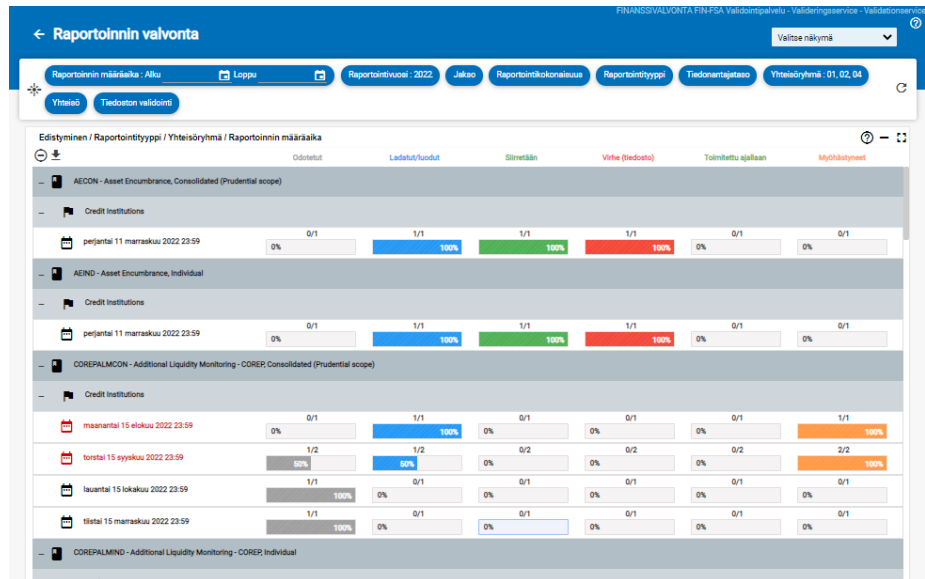 FINANSSIVALVONTA FIN-FSA Validointipalvelu - Valideringsservice - Validationservice
Raportoinnin valvonta
Valitse näkymä
Raportoinnin määräaika : Alku Loppu Raportointivuosi : 2022 Jakso Raportointikokonaisuus Raportointityyppi Tiedonantajataso Yhteisöryhmä : 01, 02, 04
Yhteisö Tiedoston validointi
Edistyminen / Raportointityyppi / Yhteisöryhmä / Raportoinnin määräaika
Odotetut Ladatut/luodut Siirretään Virhe (tiedosto) Toimitettu ajallaan Myöhästyneet
AECON - Asset Encumbrance, Consolidated (Prudential scope)
Credit Institutions
perjantai 11 marraskuu 2022 23:59 0/1 1/1 1/1 1/1 0/1 0/1
0% 100% 100% 100% 0% 0%
AEIND - Asset Encumbrance, Individual
Credit Institutions
perjantai 11 marraskuu 2022 23:59 0/1 1/1 1/1 1/1 0/1 0/1
0% 100% 100% 100% 0% 0%
COREPALMCON - Additional Liquidity Monitoring - COREP, Consolidated (Prudential scope)
Credit Institutions
maanantai 15 elokuu 2022 23:59 0/1 1/1 0/1 0/1 0/1 1/1
0% 100% 0% 0% 0% 100%
torstai 15 syyskuu 2022 23:59 1/2 1/2 0/2 0/2 0/2 2/2
50% 50% 0% 0% 0% 100%
lauantai 15 lokakuu 2022 23:59 1/1 0/1 0/1 0/1 0/1 0/1
100% 0% 0% 0% 0% 0%
tiistai 15 marraskuu 2022 23:59 1/1 0/1 0/1 0/1 0/1 0/1
100% 0% 0% 0% 0% 0%
COREPALMIND - Additional Liquidity Monitoring - COREP, Individual